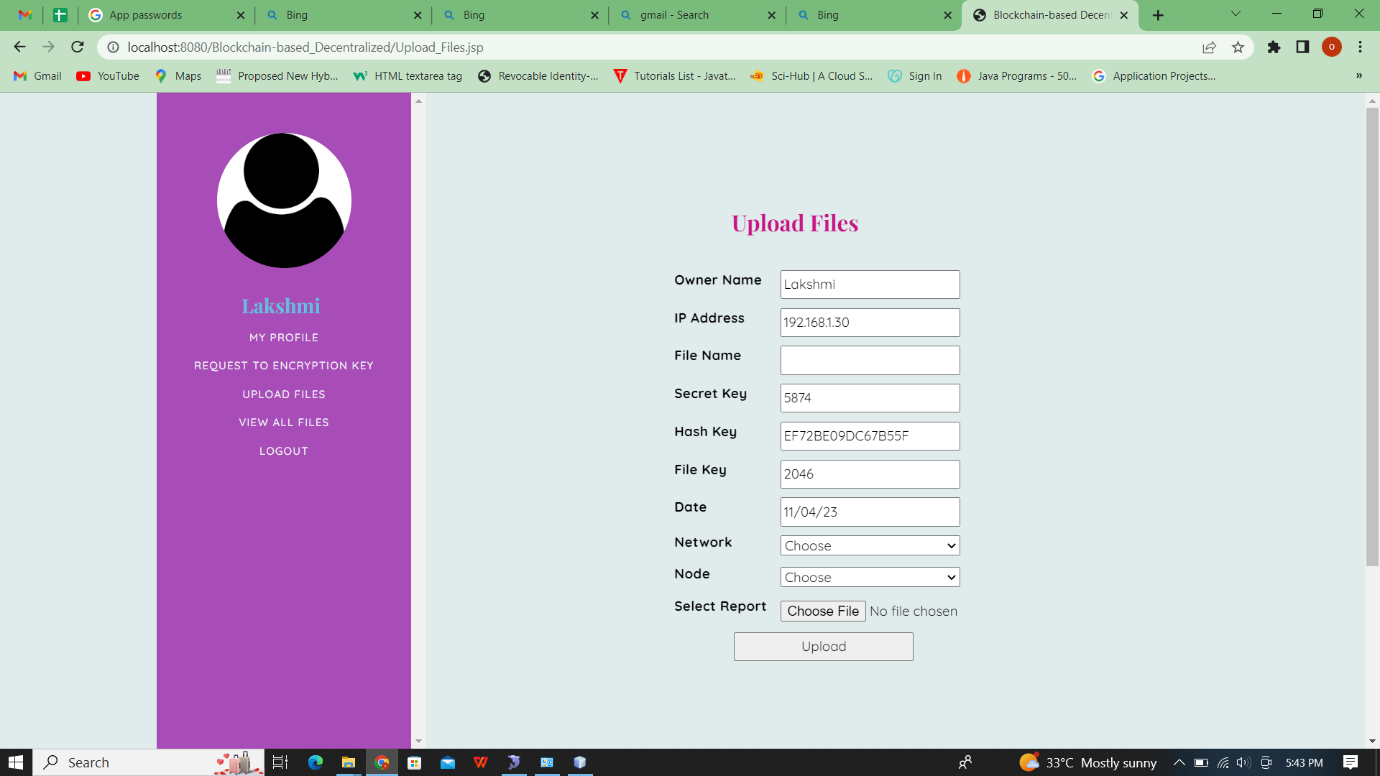 App passwords
Bing
Bing
gmail - Search
Bing
Blockchain-based Decen
localhost:8080/Blockchain-based_Decentralized/Upload_Files.jsp
O
Gmail
YouTube
Maps
Proposed New Hyb...
HTML textarea tag
Revocable Identity-...
Tutorials List - Javat...
Sci-Hub | A Cloud S...
Sign In
Java Programs - 50...
Application Projects...
»
Lakshmi
MY PROFILE
REQUEST TO ENCRYPTION KEY
UPLOAD FILES
VIEW ALL FILES
LOGOUT
Upload Files
Owner Name Lakshmi
IP Address 192.168.1.30
File Name
Secret Key 5874
Hash Key EF72BE09DC67B55F
File Key 2046
Date 11/04/23
Network Choose
Node Choose
Select Report Choose File No file chosen
Upload
Search
33°C Mostly sunny
5:43 PM